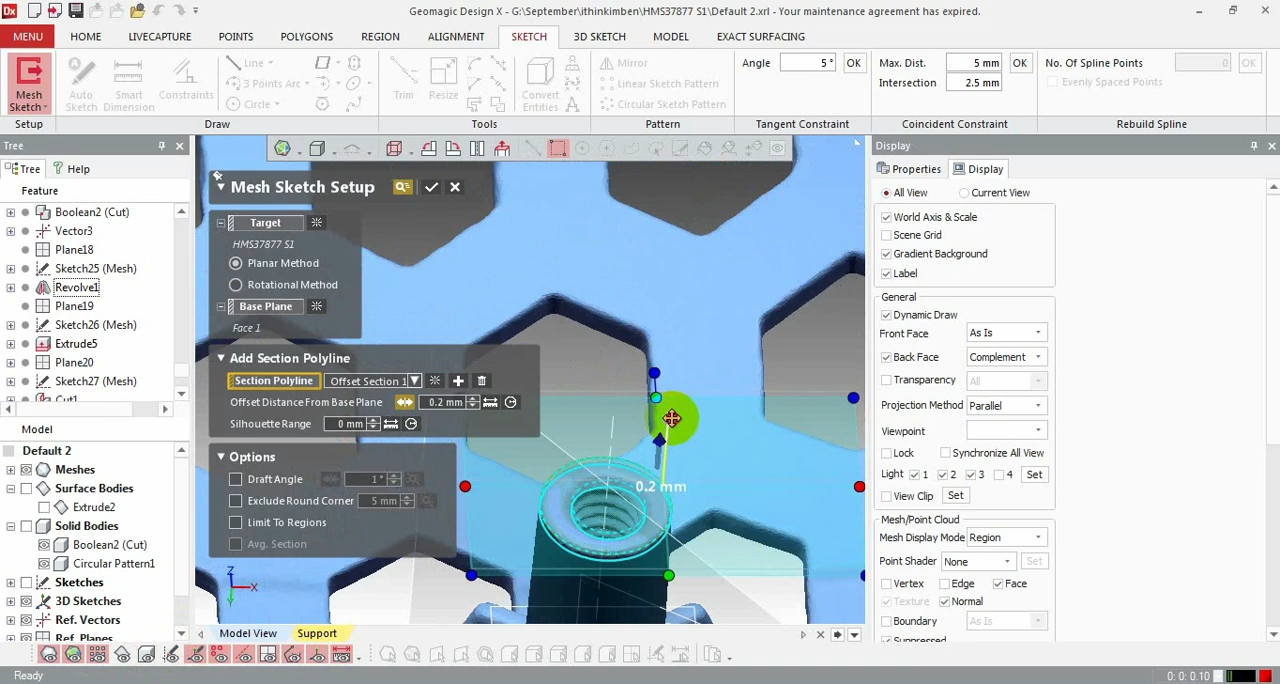 Dx
Geomagic Design X - G:\September\ithinkimben\HMS37877 S1\Default 2.xrl - Your maintenance agreement has expired.
MENU HOME LIVECAPTURE POINTS POLYGONS REGION ALIGNMENT SKETCH 3D SKETCH MODEL EXACT SURFACING
Mesh Sketch
Auto Sketch
Smart Dimension
Constraints
Line
3 Points Arc
Circle
Trim
Resize
Convert Entities
Mirror
Linear Sketch Pattern
Circular Sketch Pattern
Angle 5 ° OK
Max. Dist. 5 mm OK
Intersection 2.5 mm
No. Of Spline Points 0 OK
Evenly Spaced Points
Setup Draw Tools Pattern Tangent Constraint Coincident Constraint Rebuild Spline
Tree
Tree Help
Feature
Boolean2 (Cut)
Vector3
Plane18
Sketch25 (Mesh)
Revolve1
Plane19
Sketch26 (Mesh)
Extrude5
Plane20
Sketch27 (Mesh)
Cut1
Model
Default 2
Meshes
Surface Bodies
Extrude2
Solid Bodies
Boolean2 (Cut)
Circular Pattern1
Sketches
3D Sketches
Ref. Vectors
Ref. Planes
Mesh Sketch Setup
Target
HMS37877 S1
Planar Method
Rotational Method
Base Plane
Face 1
Add Section Polyline
Section Polyline Offset Section 1
Offset Distance From Base Plane 0.2 mm
Silhouette Range 0 mm
Options
Draft Angle 1 °
Exclude Round Corner 5 mm
Limit To Regions
Avg. Section
0.2 mm
Z
X
Y
Model View Support
Display
Properties Display
All View Current View
World Axis & Scale
Scene Grid
Gradient Background
Label
General
Dynamic Draw
Front Face As Is
Back Face Complement
Transparency All
Projection Method Parallel
Viewpoint
Lock Synchronize All View
Light 1 2 3 4 Set
View Clip Set
Mesh/Point Cloud
Mesh Display Mode Region
Point Shader None Set
Vertex Edge Face
Texture Normal
Boundary As Is
Suppressed
Ready
0: 0: 0.10